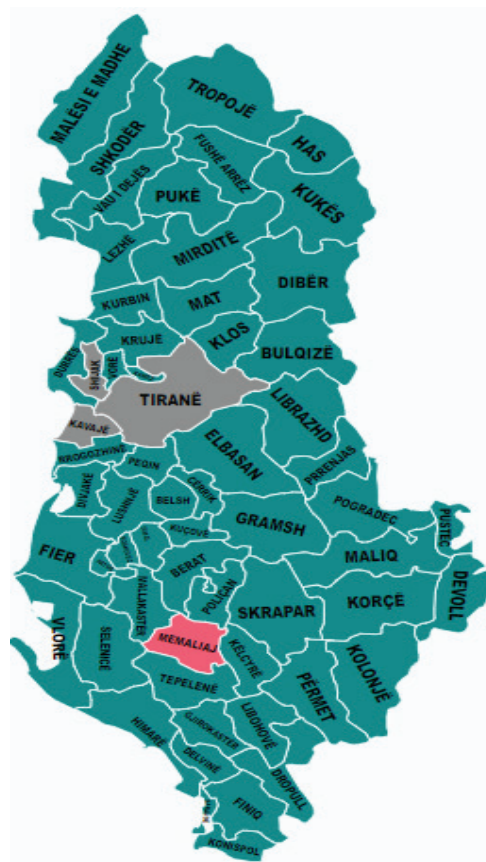 MALËSI E MADHE
TROPOJË
SHKODËR
HAS
FUSHË ARRËZ
VAU I DEJËS
PUKË
KUKËS
LEZHË
MIRDITË
DIBËR
KURBIN
MAT
KRUJË
KLOS
BULQIZË
DURRËS
SHIJAK
VORË
TIRANË
LIBRAZHD
KAVAJË
RROGOZHINË
PEQIN
ELBASAN
PRRENJAS
DIVJAKË
LUSHNJË
BELSH
CËRRIK
GRAMSH
POGRADEC
PUSTEC
KUÇOVË
FIER
BERAT
MALIQ
DEVOLL
MALLAKASTËR
POLIÇAN
SKRAPAR
KORÇË
VLORË
SELENICË
MEMALIAJ
KËLCYRË
PËRMET
KOLONJË
TEPELENË
HIMARË
GJIROKASTËR
LIBOHOVË
DELVINË
DROPULL
FINIQ
KONISPOL